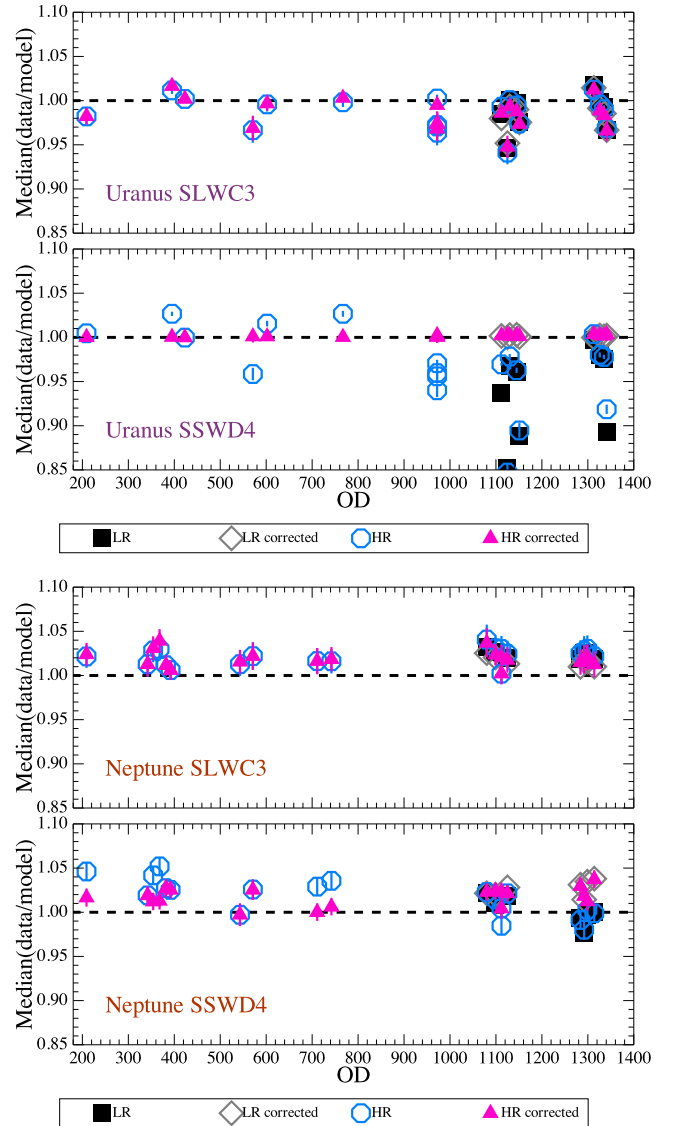 1.10
1.05
1.00
0.95
0.90
0.85
Median(data/model)
Uranus SLWC3
1.10
1.05
1.00
0.95
0.90
0.85
Median(data/model)
Uranus SSWD4
200 300 400 500 600 700 800 900 1000 1100 1200 1300 1400
OD
LR LR corrected HR HR corrected
1.10
1.05
1.00
0.95
0.90
0.85
Median(data/model)
Neptune SLWC3
1.10
1.05
1.00
0.95
0.90
0.85
Median(data/model)
Neptune SSWD4
200 300 400 500 600 700 800 900 1000 1100 1200 1300 1400
OD
LR LR corrected HR HR corrected